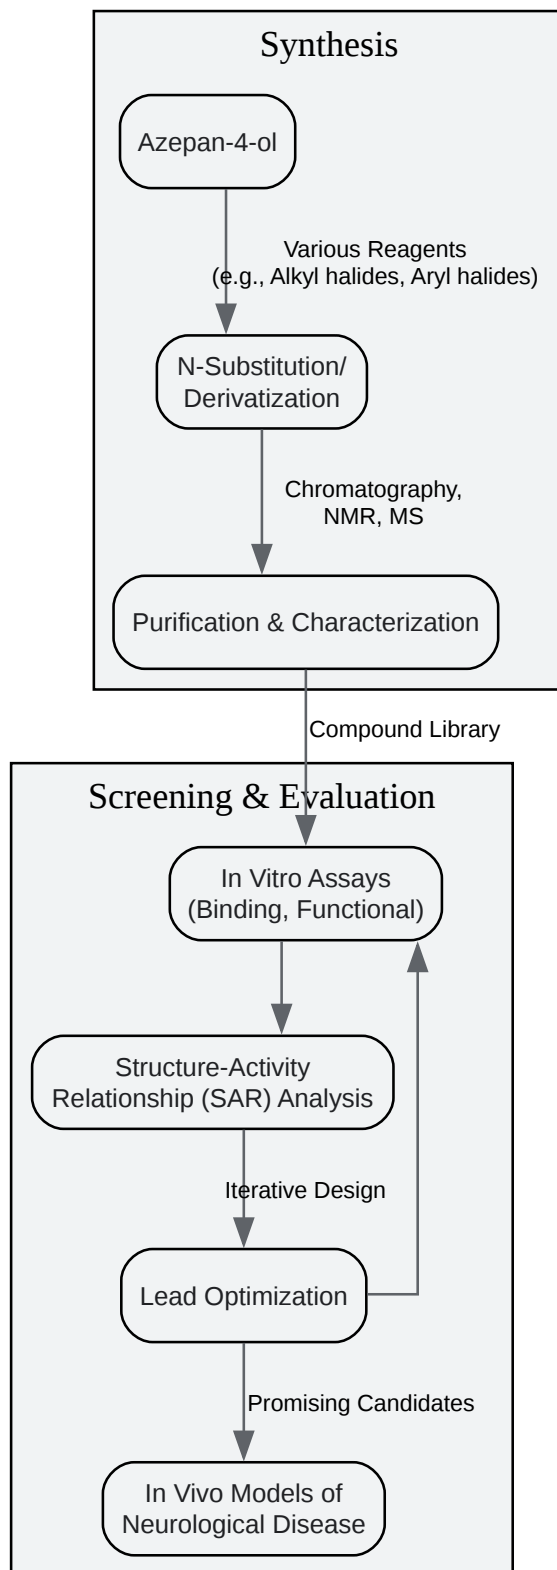 Synthesis
Azepan-4-ol
Various Reagents
(e.g., Alkyl halides, Aryl halides)
N-Substitution/
Derivatization
Chromatography,
NMR, MS
Purification & Characterization
Compound Library
Screening & Evaluation
In Vitro Assays
(Binding, Functional)
Structure-Activity
Relationship (SAR) Analysis
Iterative Design
Lead Optimization
Promising Candidates
In Vivo Models of
Neurological Disease